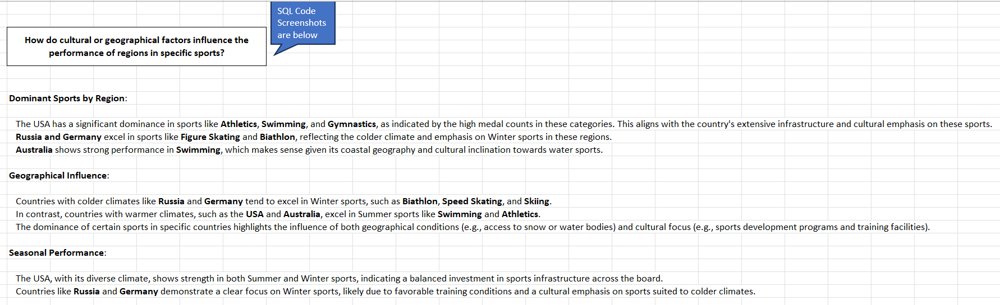 SQL Code
Screenshots
are below
How do cultural or geographical factors influence the
performance of regions in specific sports?
Dominant Sports by Region:
The USA has a significant dominance in sports like Athletics, Swimming, and Gymnastics, as indicated by the high medal counts in these categories. This aligns with the country's extensive infrastructure and cultural emphasis on these sports.
Russia and Germany excel in sports like Figure Skating and Biathlon, reflecting the colder climate and emphasis on Winter sports in these regions.
Australia shows strong performance in Swimming, which makes sense given its coastal geography and cultural inclination towards water sports.
Geographical Influence:
Countries with colder climates like Russia and Germany tend to excel in Winter sports, such as Biathlon, Speed Skating, and Skiing.
In contrast, countries with warmer climates, such as the USA and Australia, excel in Summer sports like Swimming and Athletics.
The dominance of certain sports in specific countries highlights the influence of both geographical conditions (e.g., access to snow or water bodies) and cultural focus (e.g., sports development programs and training facilities).
Seasonal Performance:
The USA, with its diverse climate, shows strength in both Summer and Winter sports, indicating a balanced investment in sports infrastructure across the board.
Countries like Russia and Germany demonstrate a clear focus on Winter sports, likely due to favorable training conditions and a cultural emphasis on sports suited to colder climates.